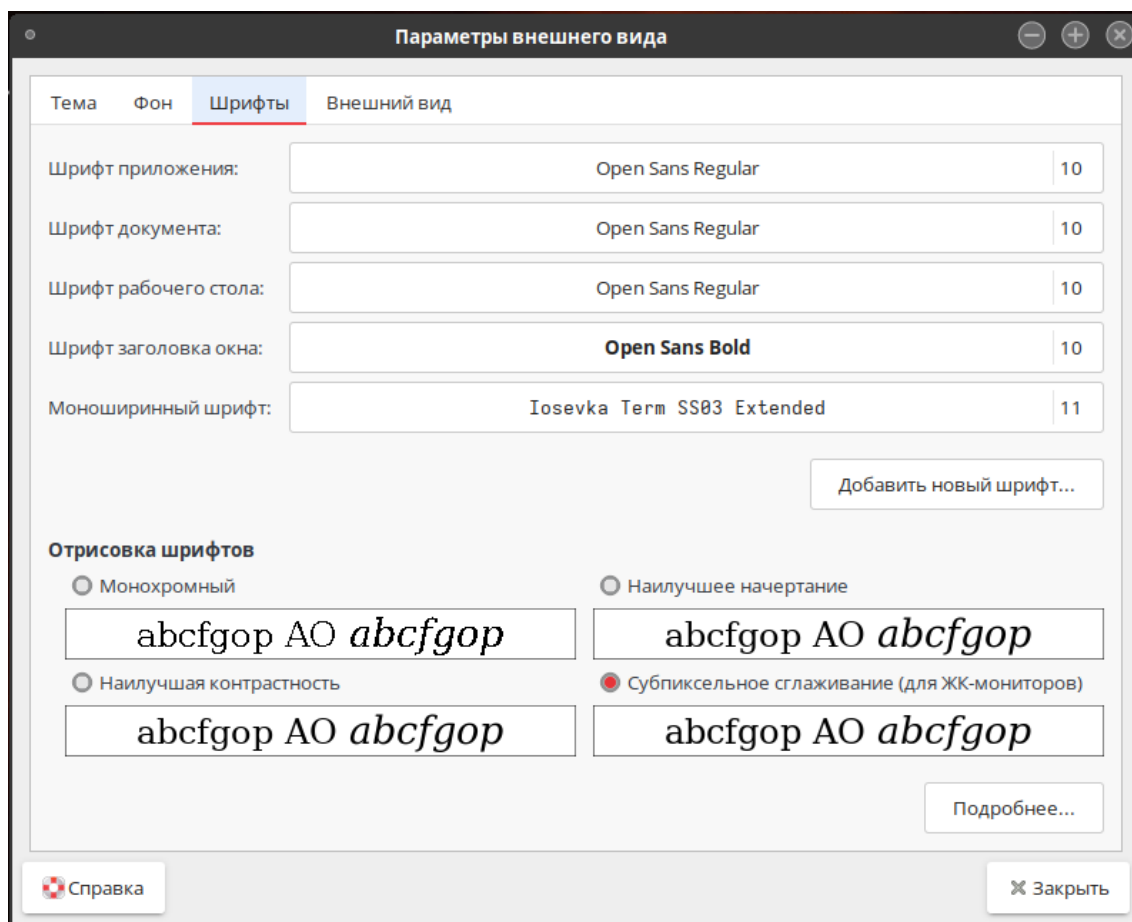 Параметры внешнего вида
Тема Фон Шрифты Внешний вид
Шрифт приложения: Open Sans Regular 10
Шрифт документа: Open Sans Regular 10
Шрифт рабочего стола: Open Sans Regular 10
Шрифт заголовка окна: Open Sans Bold 10
Моноширинный шрифт: Iosevka Term SS03 Extended 11
Добавить новый шрифт...
Отрисовка шрифтов
Монохромный Наилучшее начертание
abcfgop AO abcfgop abcfgop AO abcfgop
Наилучшая контрастность Субпиксельное сглаживание (для ЖК-мониторов)
abcfgop AO abcfgop abcfgop AO abcfgop
Подробнее...
Справка Закрыть